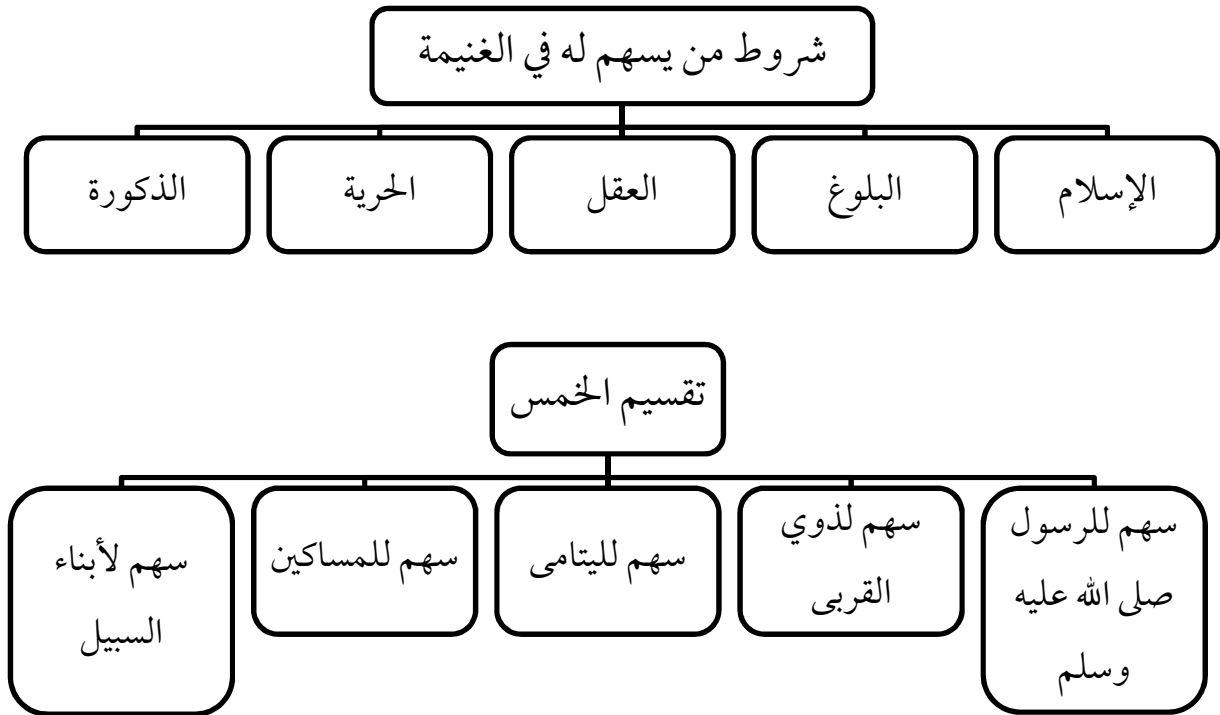 شروط من يسهم له في الغنيمة
الإسلام
البلوغ
العقل
الحرية
الذكورة
تقسيم الخمس
سهم للرسول
صلى الله عليه
وسلم
سهم لذوي
القربى
سهم لليتامى
سهم للمساكين
سهم لأبناء
السبيل